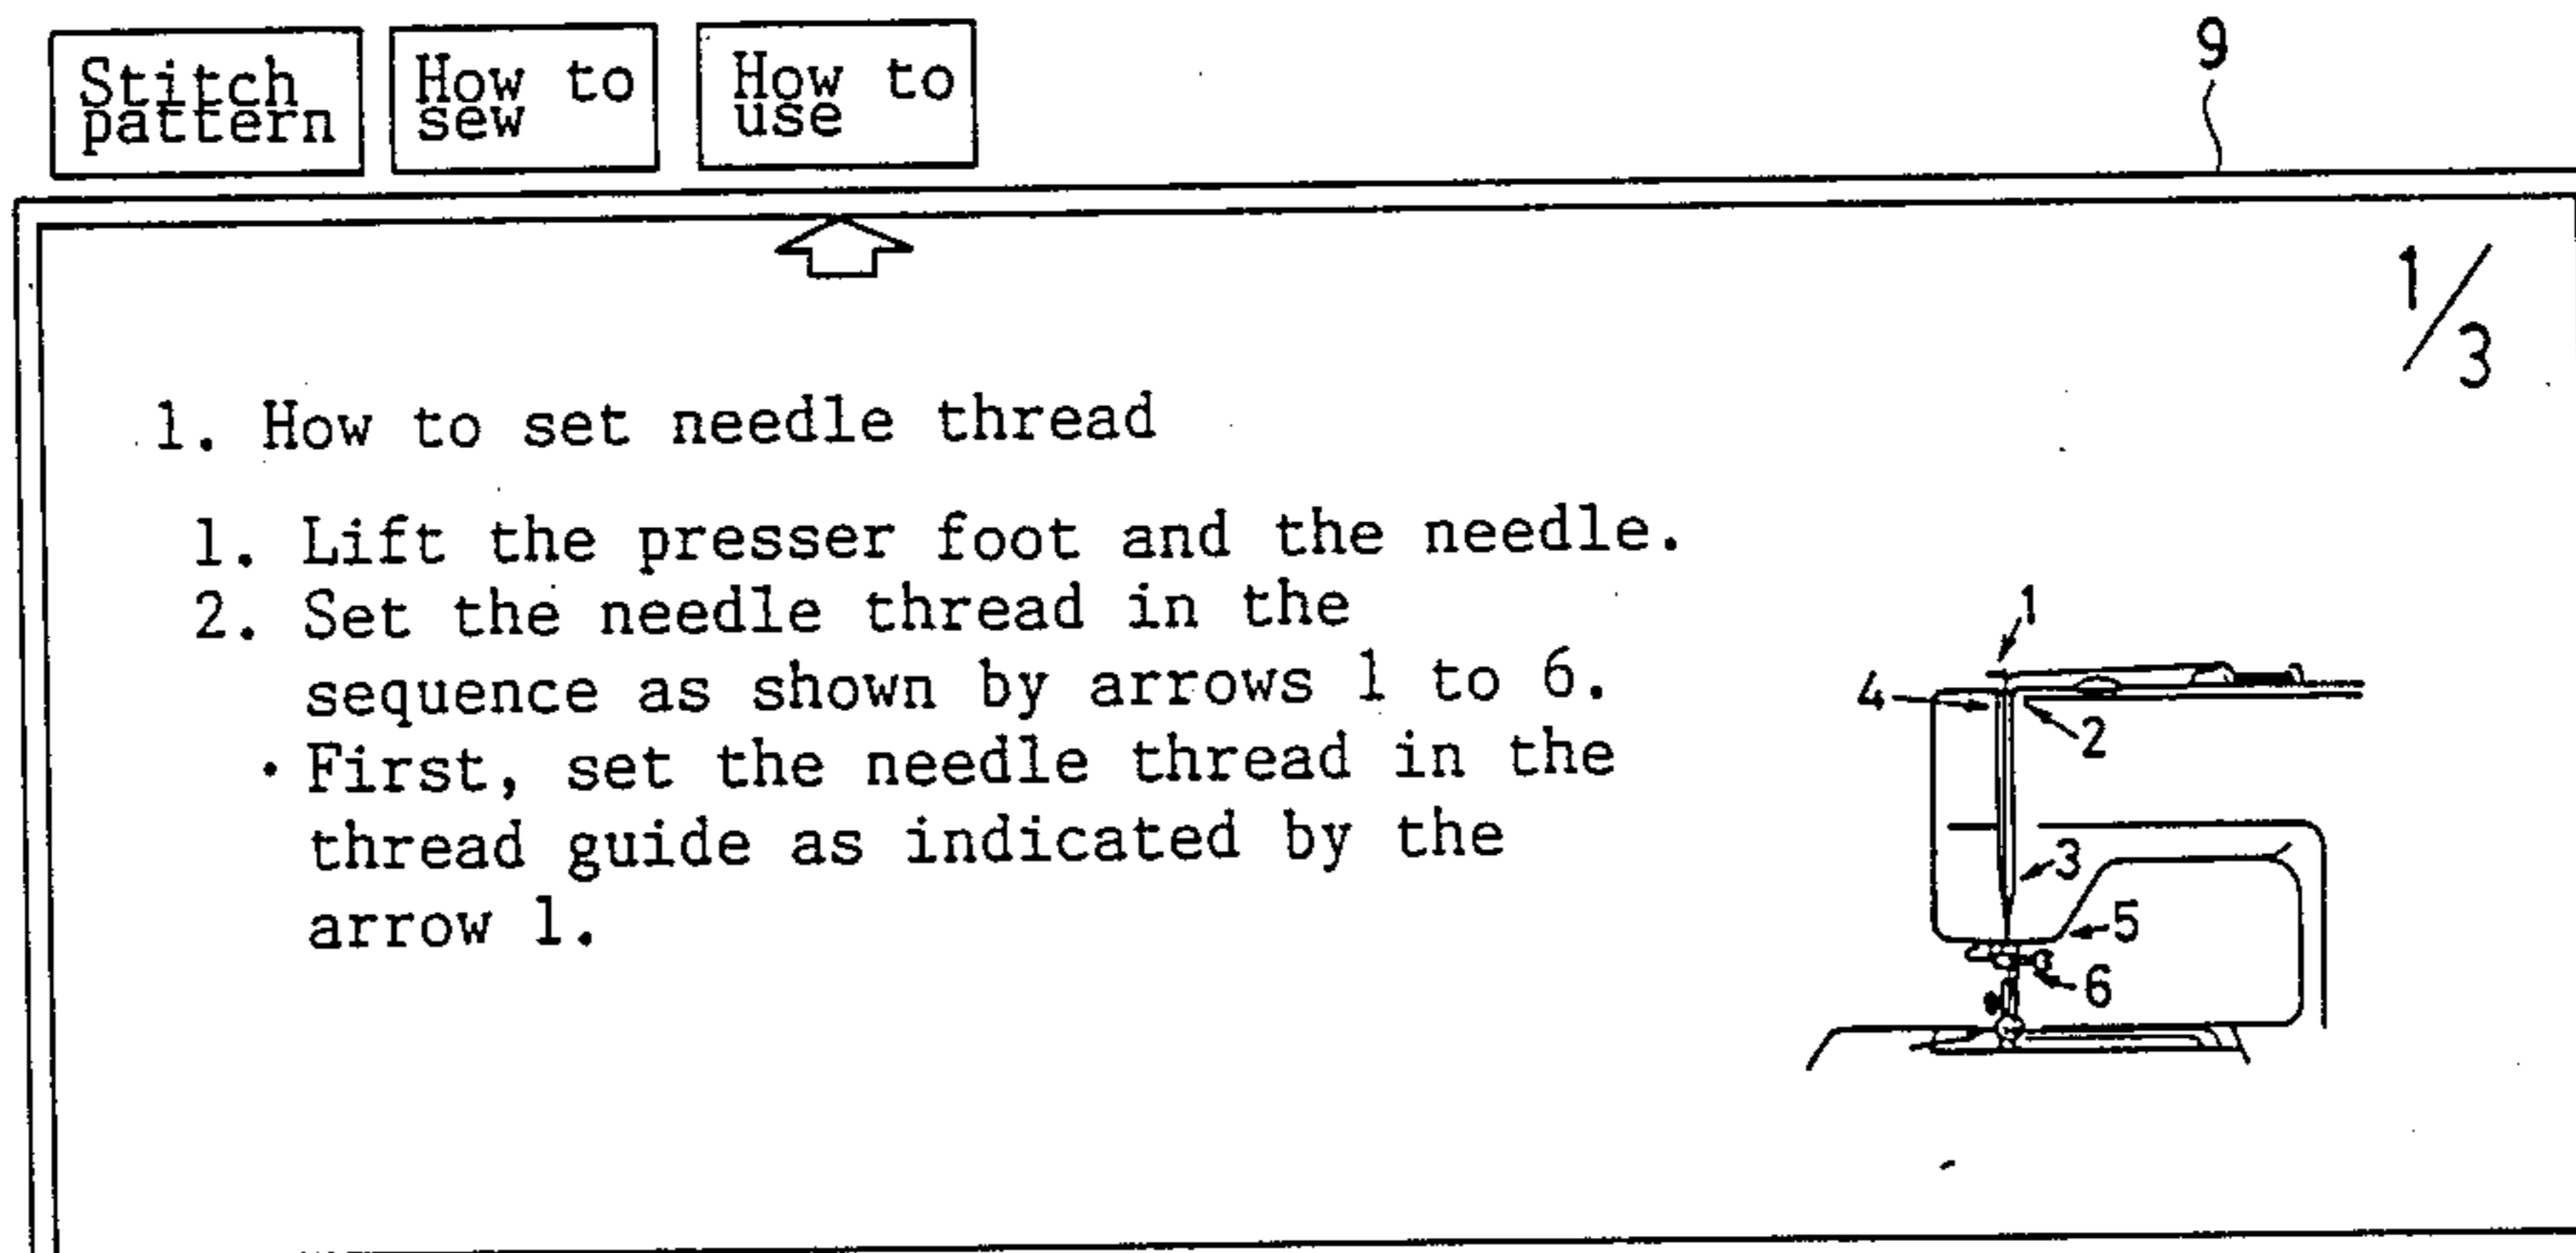 Stitch
pattern
How to
sew
How to
use
9
1/3
1. How to set needle thread
1. Lift the presser foot and the needle.
2. Set the needle thread in the
sequence as shown by arrows 1 to 6.
· First, set the needle thread in the
thread guide as indicated by the
arrow 1.
1
4
2
3
5
6